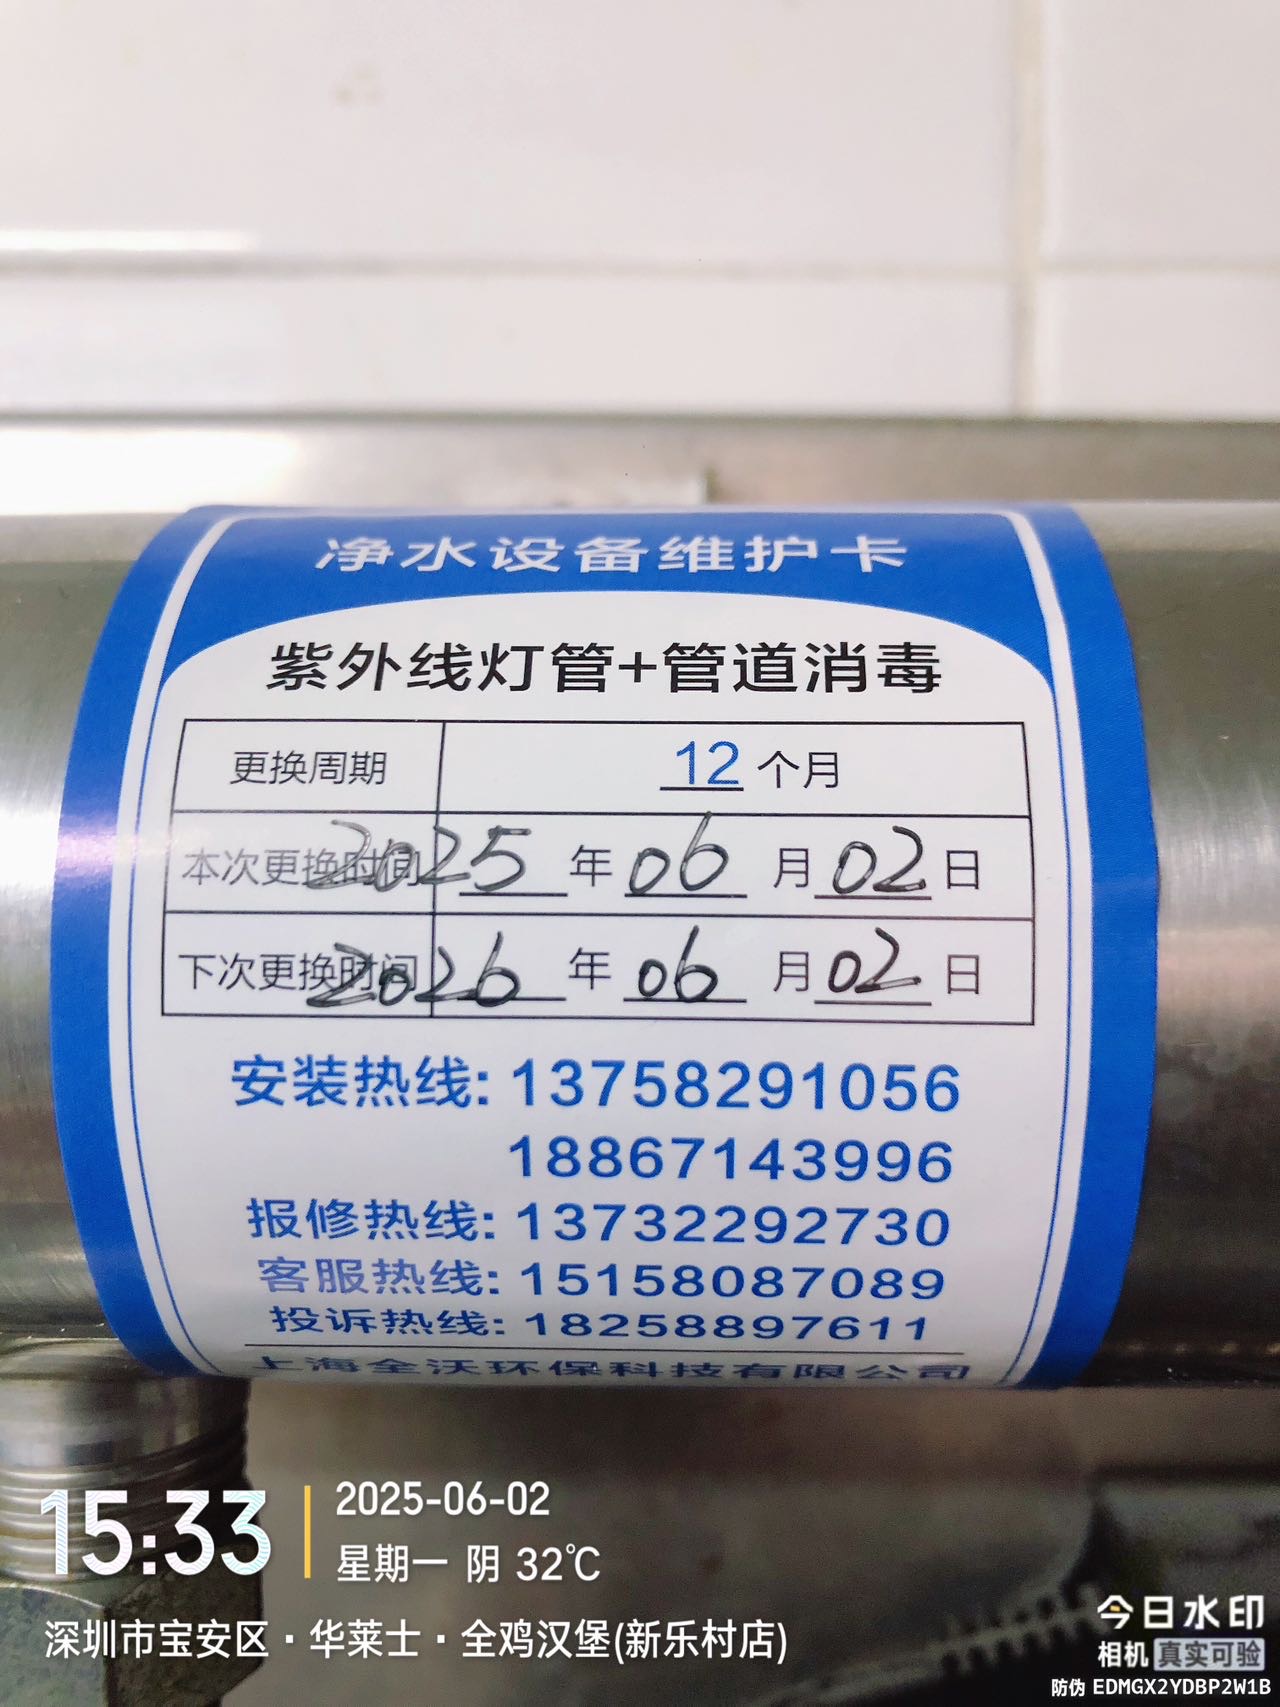 净水设备维护卡
紫外线灯管+管道消毒
更换周期 12 个月
本次更换时间 2025 年 06 月 02 日
下次更换时间 2026 年 06 月 02 日
安装热线: 13758291056
18867143996
报修热线: 13732292730
客服热线: 15158087089
投诉热线: 18258897611
上海全沃环保科技有限公司
15:33
2025-06-02
星期一 阴 32℃
深圳市宝安区·华莱士·全鸡汉堡(新乐村店)
今日水印
相机 真实可验
防伪 EDMGX2YDBP2W1B